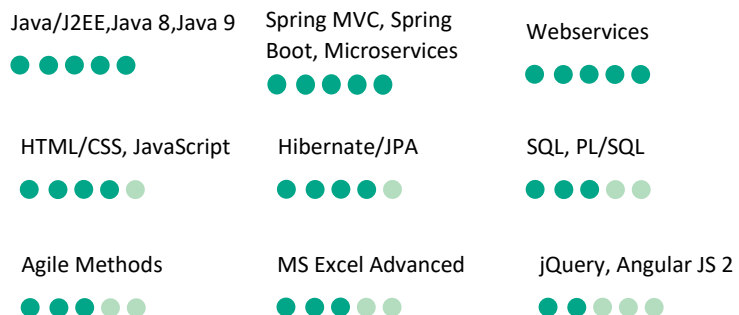 Java/J2EE,Java 8,Java 9
Spring MVC, Spring
Boot, Microservices
Webservices
HTML/CSS, JavaScript
Hibernate/JPA
SQL, PL/SQL
Agile Methods
MS Excel Advanced
jQuery, Angular JS 2